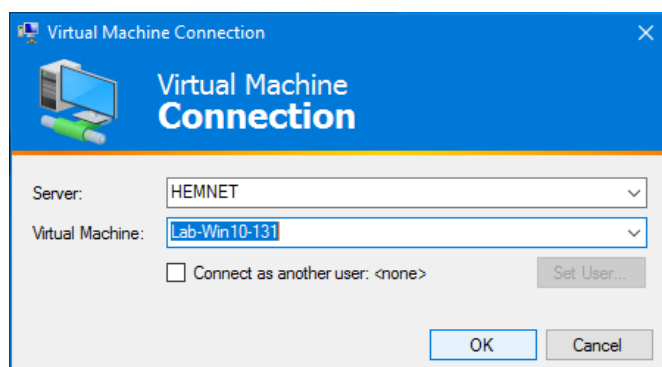 Virtual Machine Connection
Virtual Machine
Connection
Server: HEMNET
Virtual Machine: Lab-Win10-131
Connect as another user: <none>
Set User...
OK
Cancel